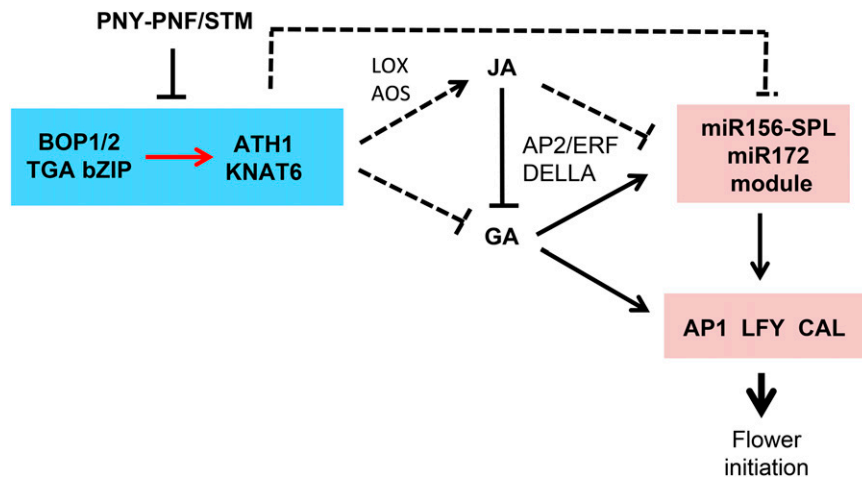 PNY-PNF/STM
BOP1/2
TGA bZIP
ATH1
KNAT6
LOX
AOS
JA
AP2/ERF
DELLA
GA
miR156-SPL
miR172
module
AP1 LFY CAL
Flower
initiation